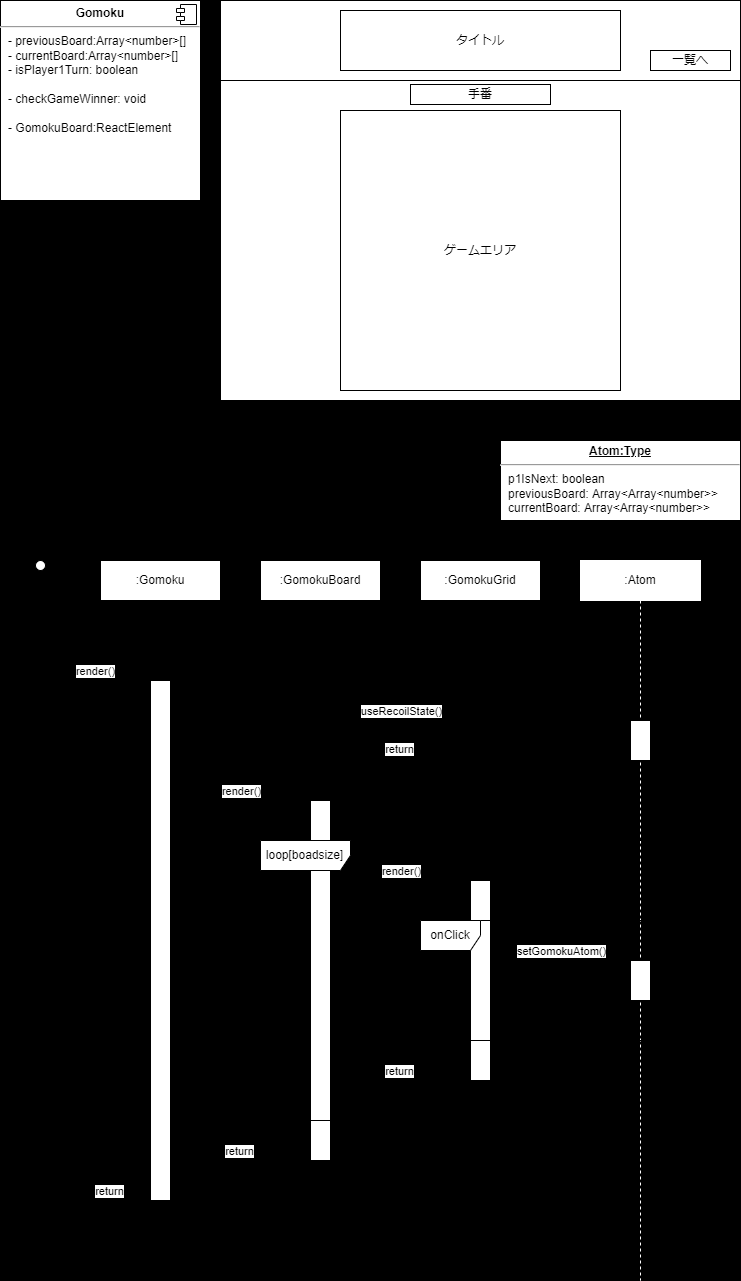 Gomoku
- previousBoard:Array<number>[]
- currentBoard:Array<number>[]
- isPlayer1Turn: boolean
- checkGameWinner: void
- GomokuBoard:ReactElement
タイトル
一覧へ
手番
ゲームエリア
Atom:Type
p1IsNext: boolean
previousBoard: Array<Array<number>>
currentBoard: Array<Array<number>>
:Gomoku
:GomokuBoard
:GomokuGrid
:Atom
render()
useRecoilState()
return
render()
loop[boadsize]
render()
onClick
setGomokuAtom()
return
return
return